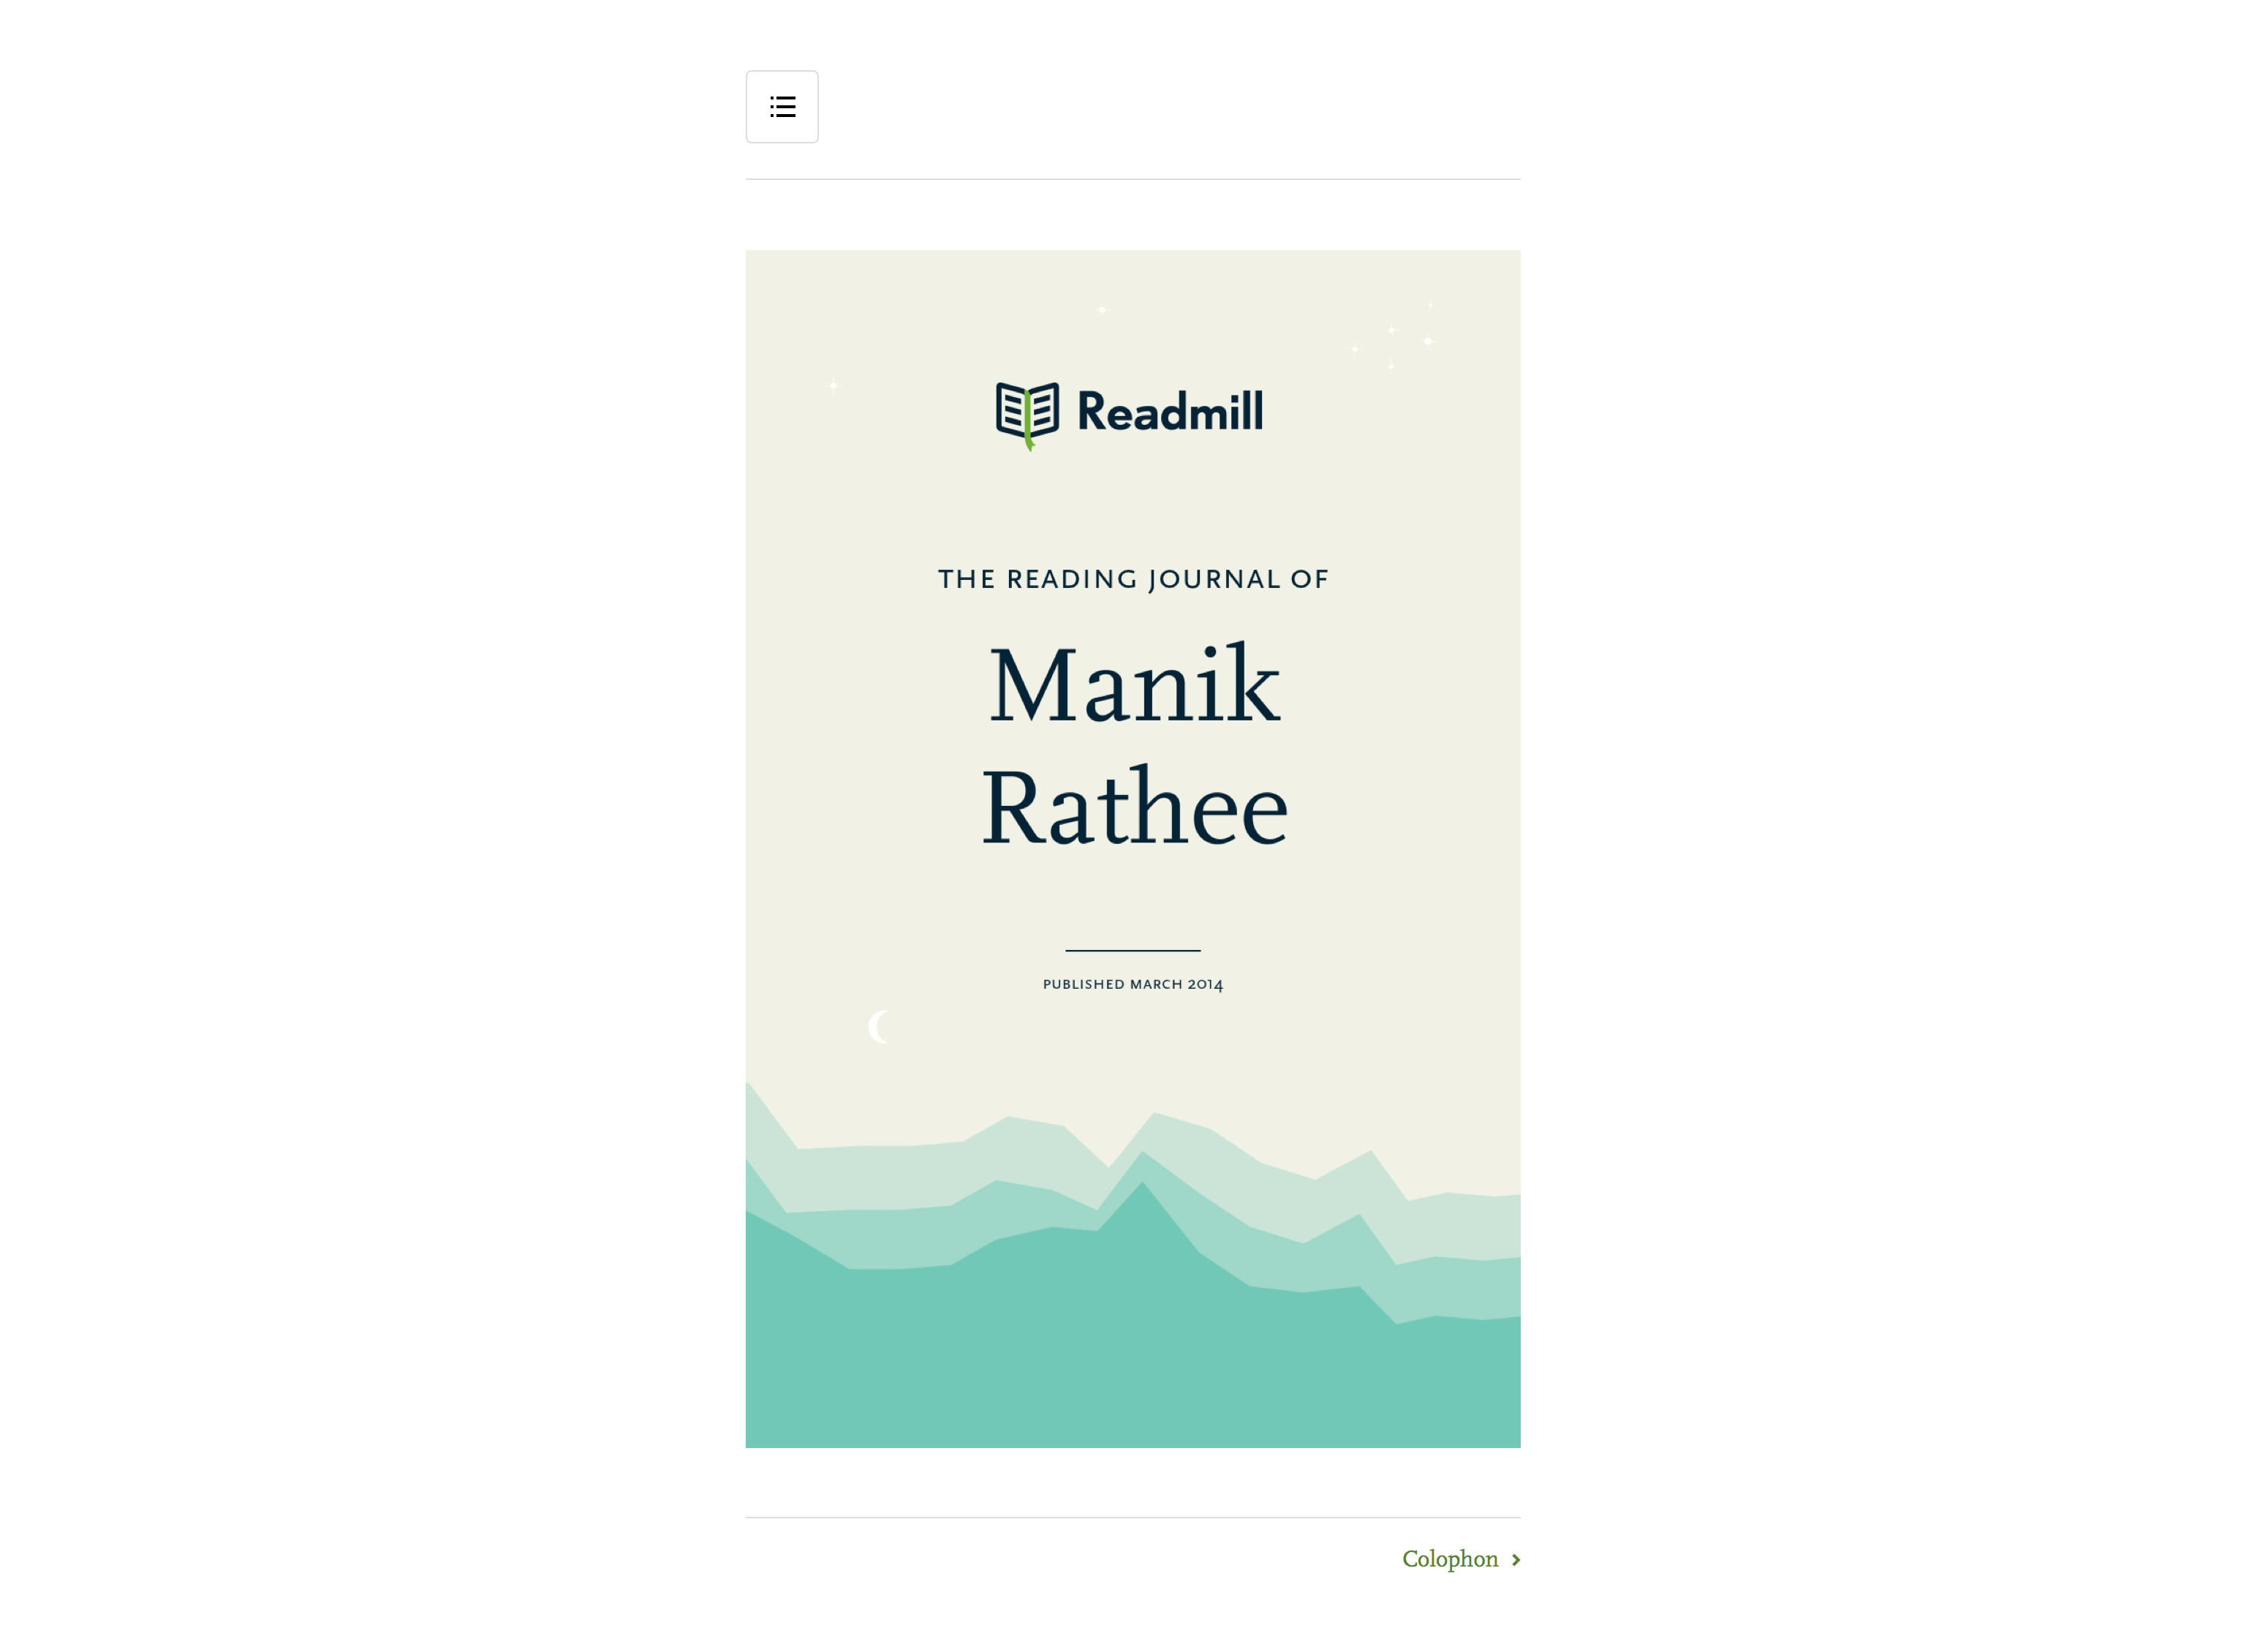 Readmill
THE READING JOURNAL OF
Manik
Rathee
PUBLISHED MARCH 2014
Colophon